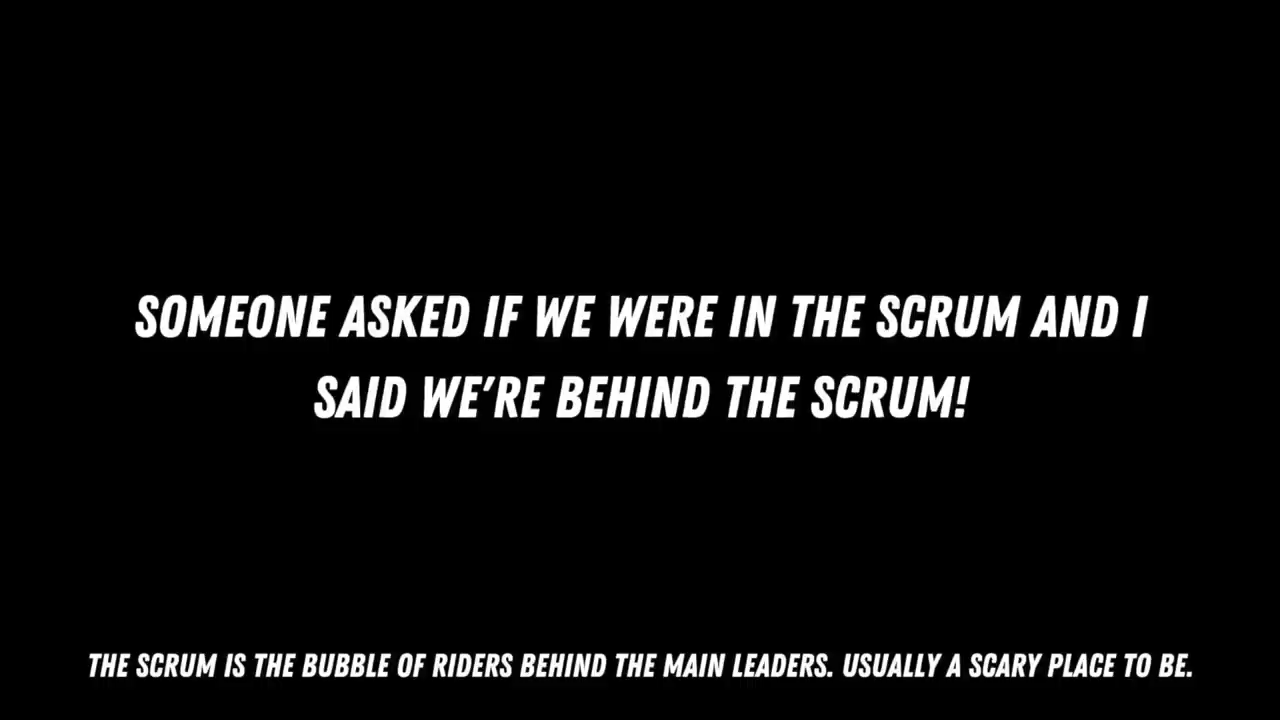 SOMEONE ASKED IF WE WERE IN THE SCRUM AND I
SAID WE'RE BEHIND THE SCRUM!
THE SCRUM IS THE BUBBLE OF RIDERS BEHIND THE MAIN LEADERS. USUALLY A SCARY PLACE TO BE.